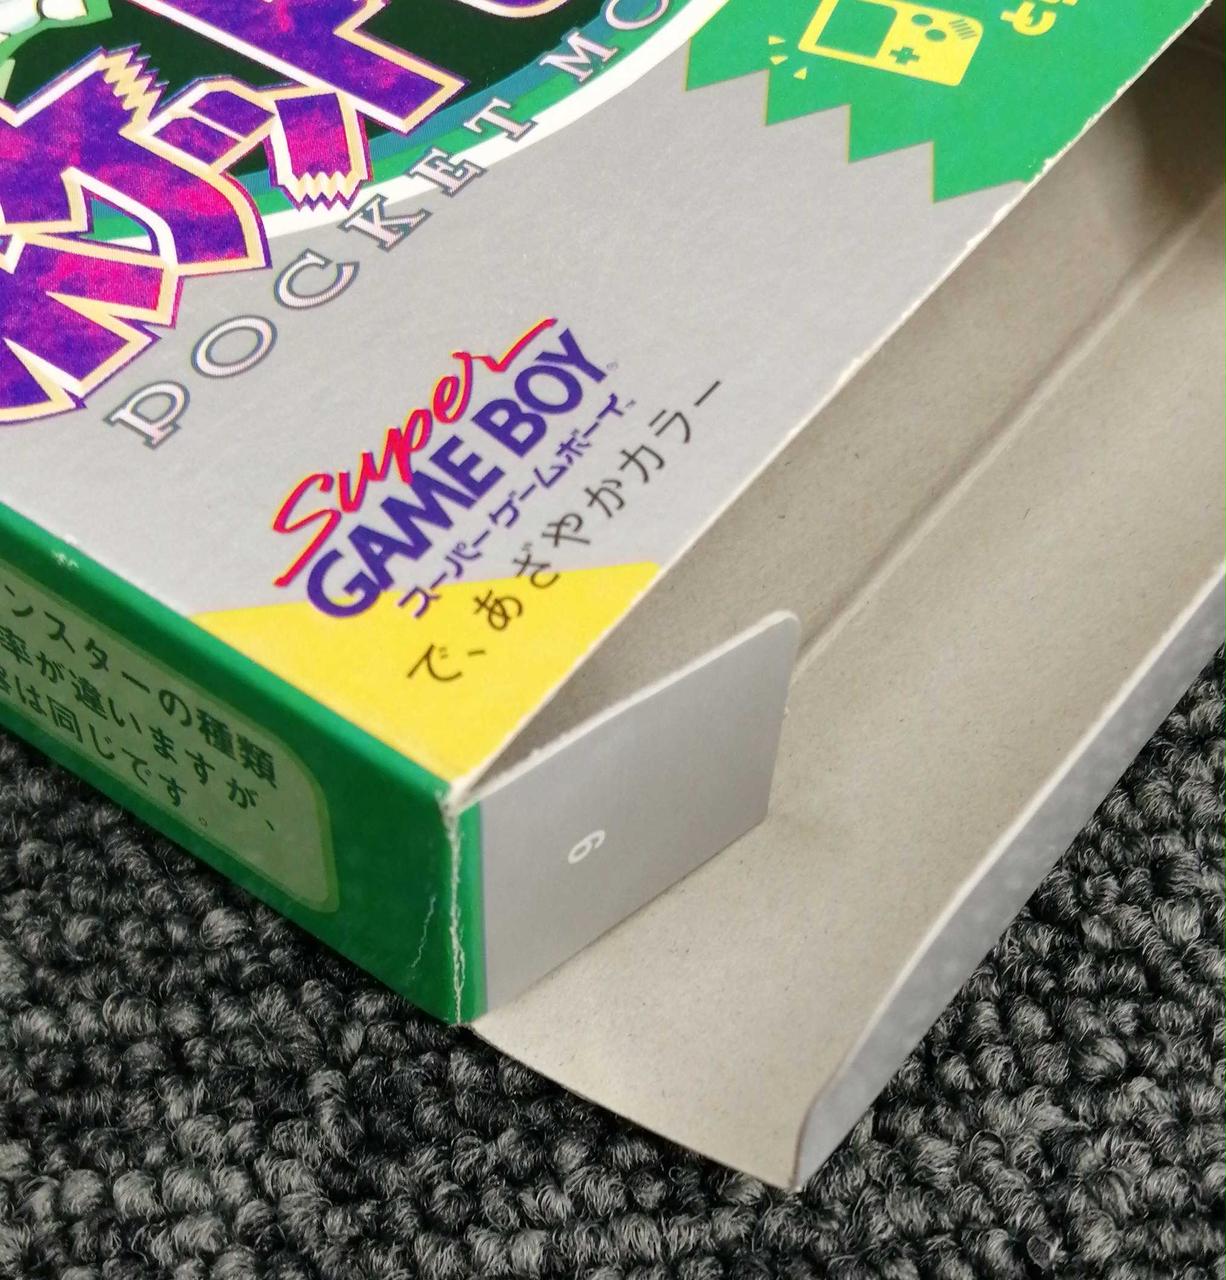 POCKET MO
Super
GAME BOY
スーパーゲームボーイ™
で、あざやかカラー
ンスターの種類
率が違いますが、
は同じです。
9